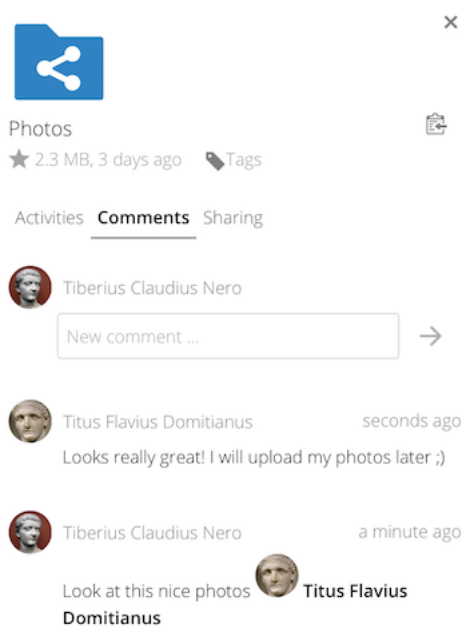 Photos
2.3 MB, 3 days ago Tags
Activities Comments Sharing
Tiberius Claudius Nero
New comment ...
Titus Flavius Domitianus seconds ago
Looks really great! I will upload my photos later ;)
Tiberius Claudius Nero a minute ago
Look at this nice photos Titus Flavius
Domitianus